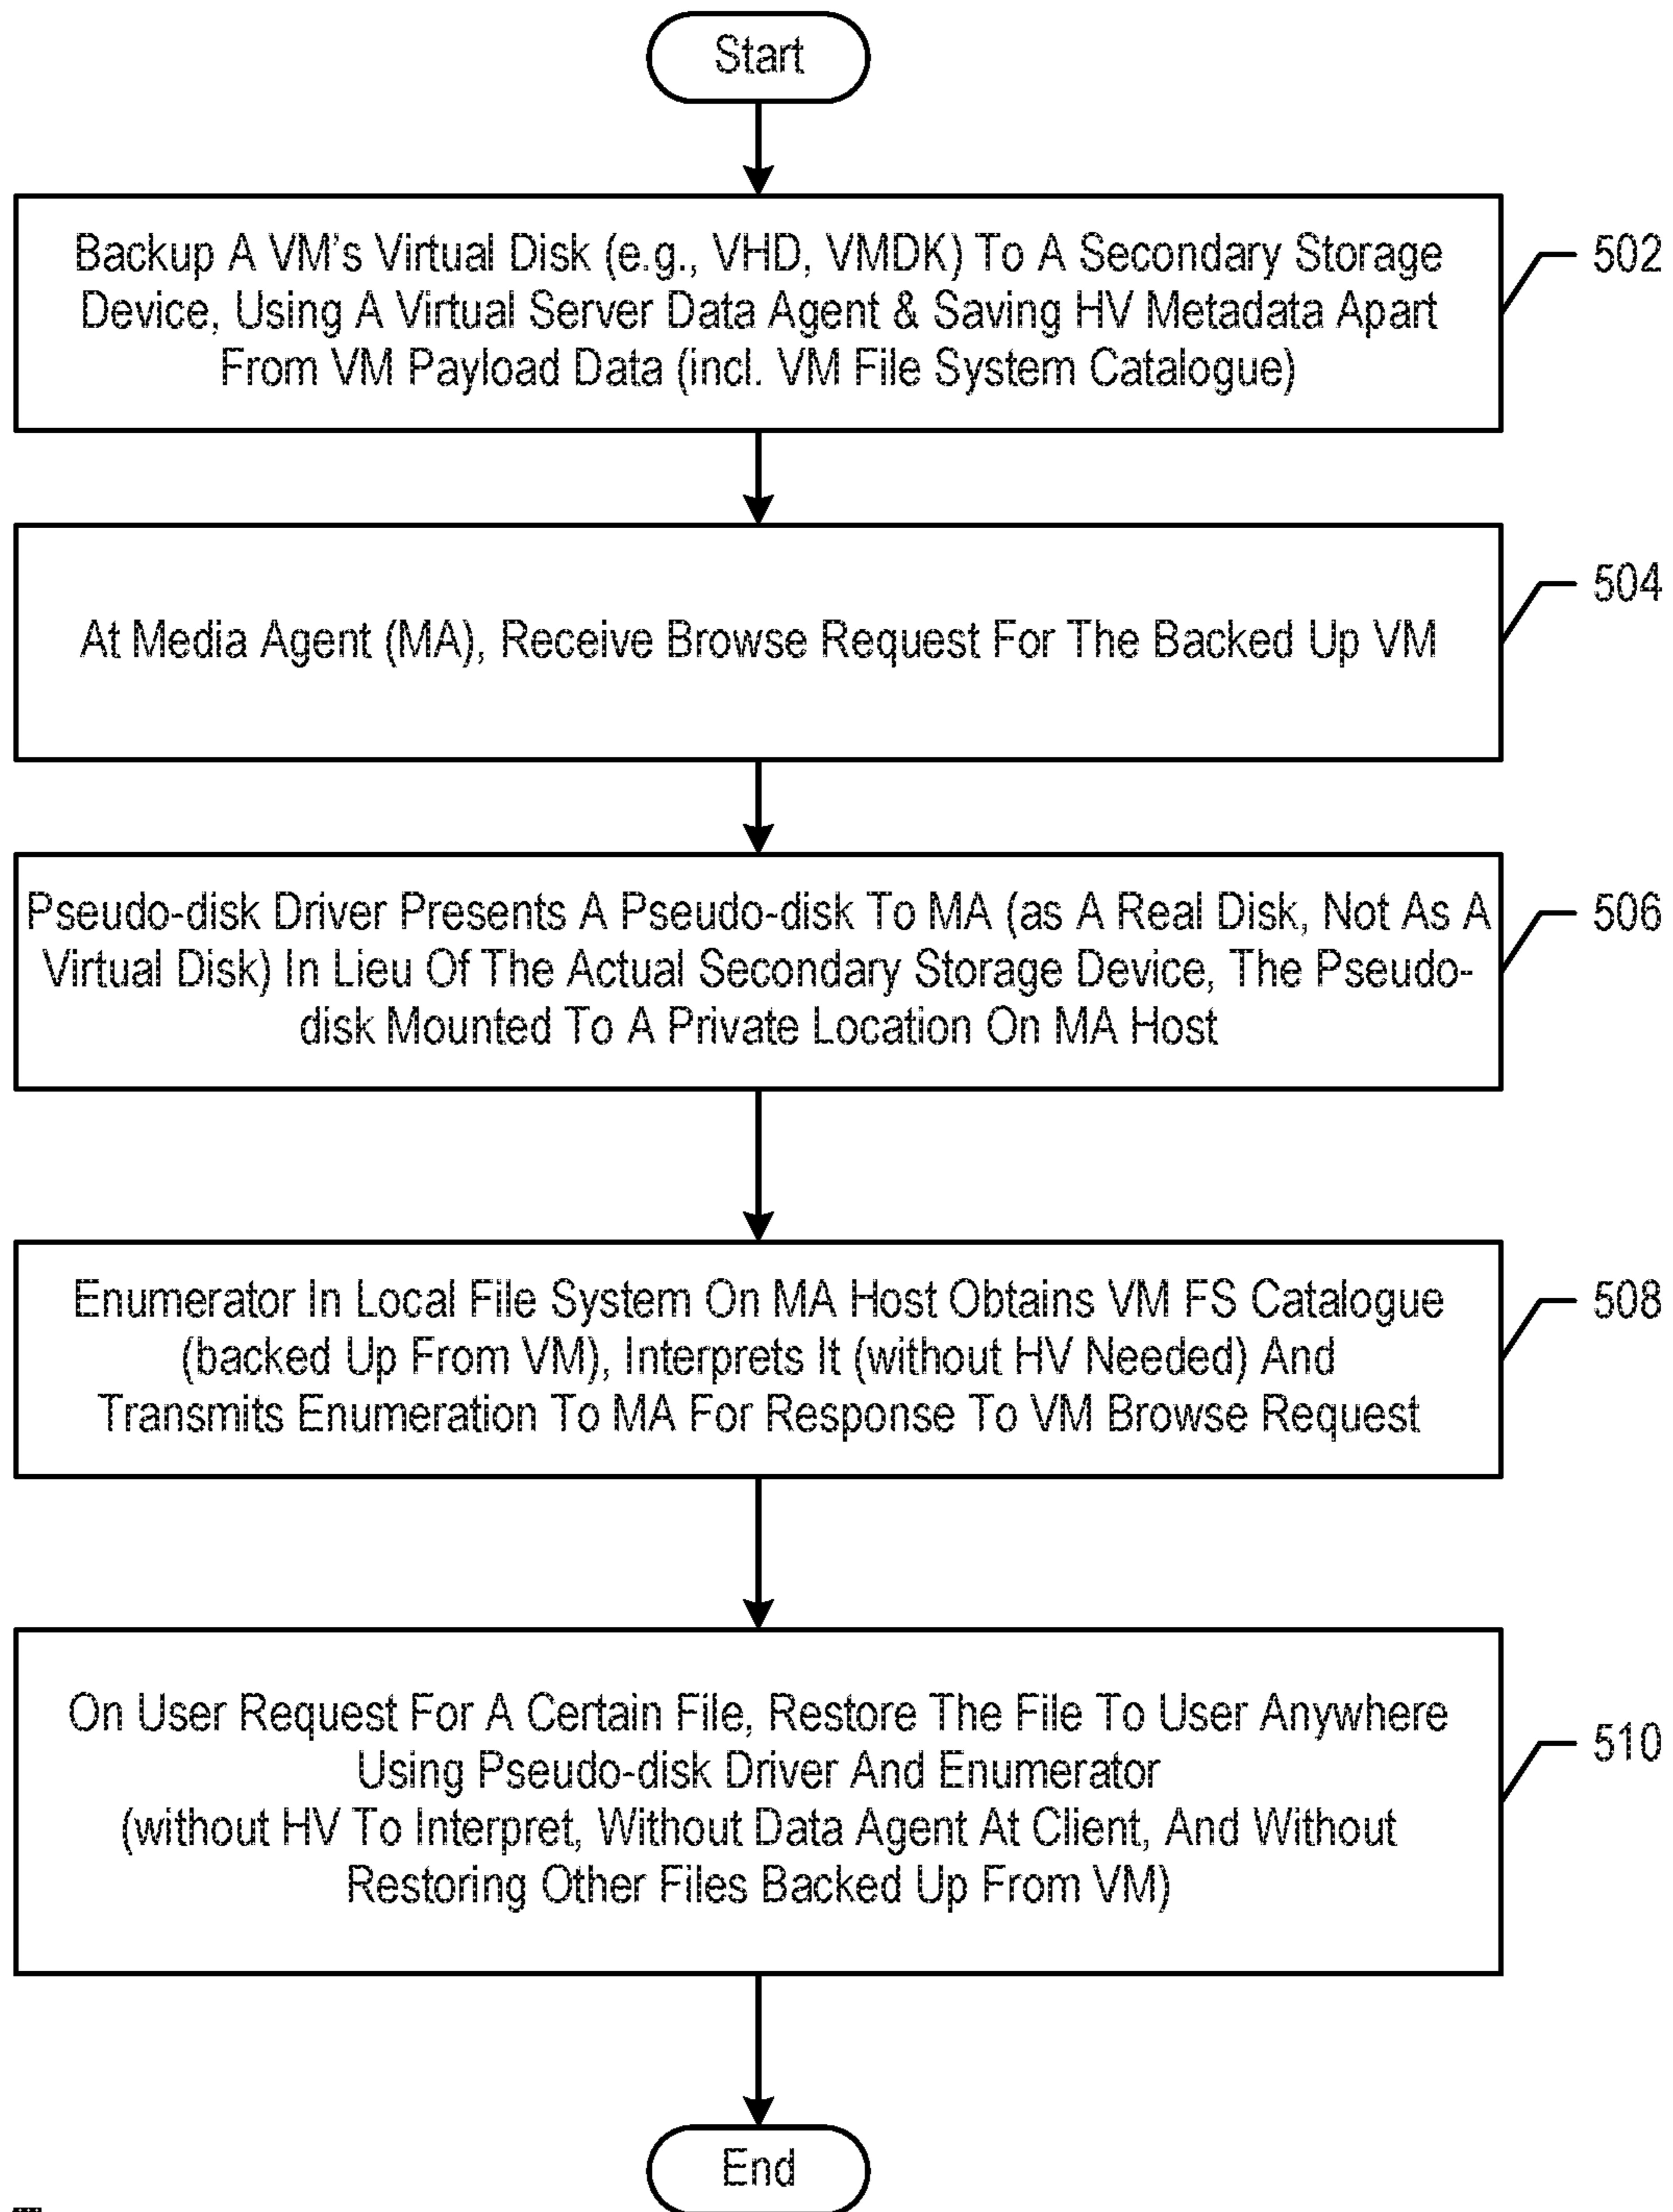 Start
Backup A VM's Virtual Disk (e.g., VHD, VMDK) To A Secondary Storage
Device, Using A Virtual Server Data Agent & Saving HV Metadata Apart
From VM Payload Data (incl. VM File System Catalogue)
502
At Media Agent (MA), Receive Browse Request For The Backed Up VM
504
Pseudo-disk Driver Presents A Pseudo-disk To MA (as A Real Disk, Not As A
Virtual Disk) In Lieu Of The Actual Secondary Storage Device, The Pseudo-
disk Mounted To A Private Location On MA Host
506
Enumerator In Local File System On MA Host Obtains VM FS Catalogue
(backed Up From VM), Interprets It (without HV Needed) And
Transmits Enumeration To MA For Response To VM Browse Request
508
On User Request For A Certain File, Restore The File To User Anywhere
Using Pseudo-disk Driver And Enumerator
(without HV To Interpret, Without Data Agent At Client, And Without
Restoring Other Files Backed Up From VM)
510
End